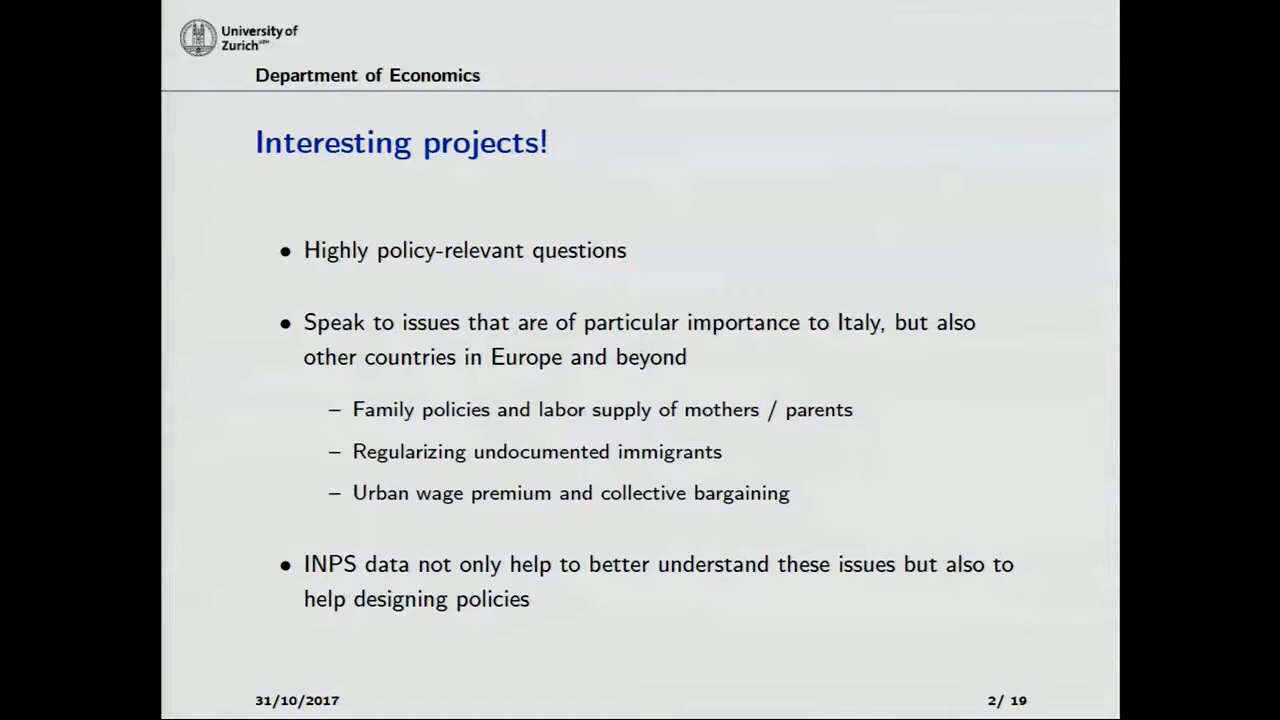 University of
Zurich UZH
Department of Economics
Interesting projects!
• Highly policy-relevant questions
• Speak to issues that are of particular importance to Italy, but also
other countries in Europe and beyond
– Family policies and labor supply of mothers / parents
– Regularizing undocumented immigrants
– Urban wage premium and collective bargaining
• INPS data not only help to better understand these issues but also to
help designing policies
31/10/2017
2/ 19